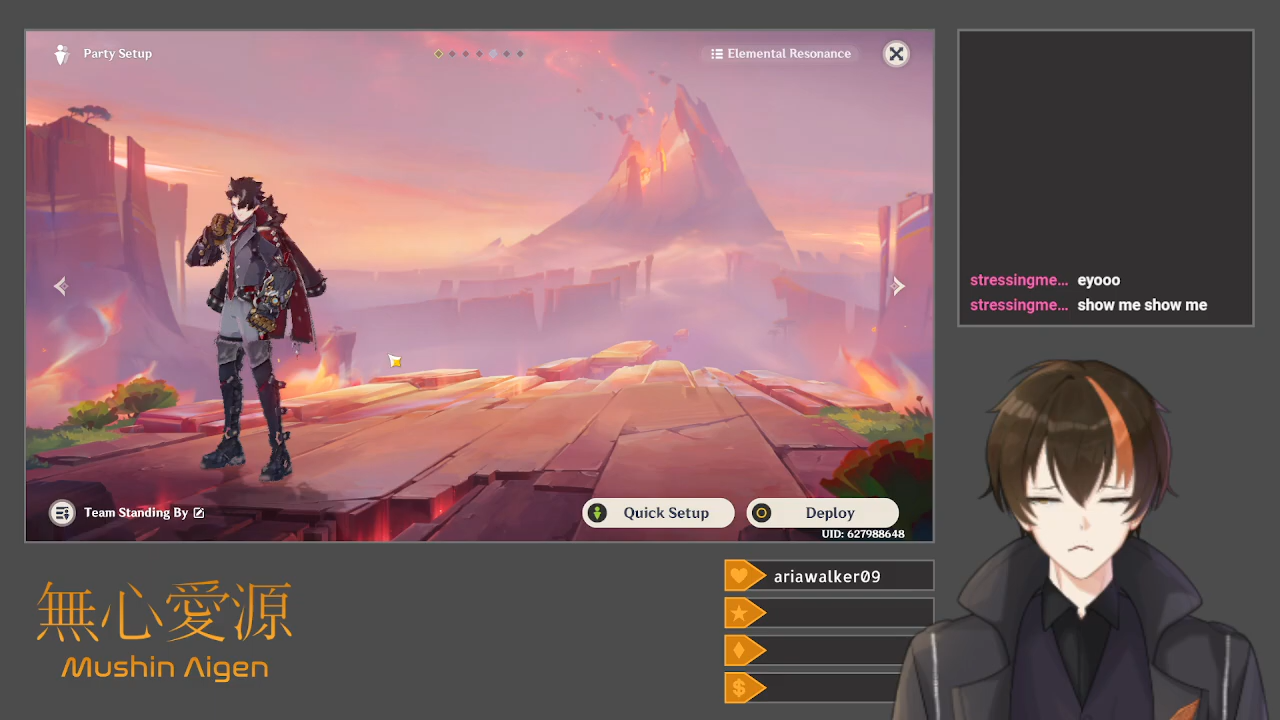 Party Setup
Elemental Resonance
Team Standing By
Quick Setup
Deploy
UID: 627988648
stressingme... eyooo
stressingme... show me show me
ariawalker09
無心愛源
Mushin Aigen